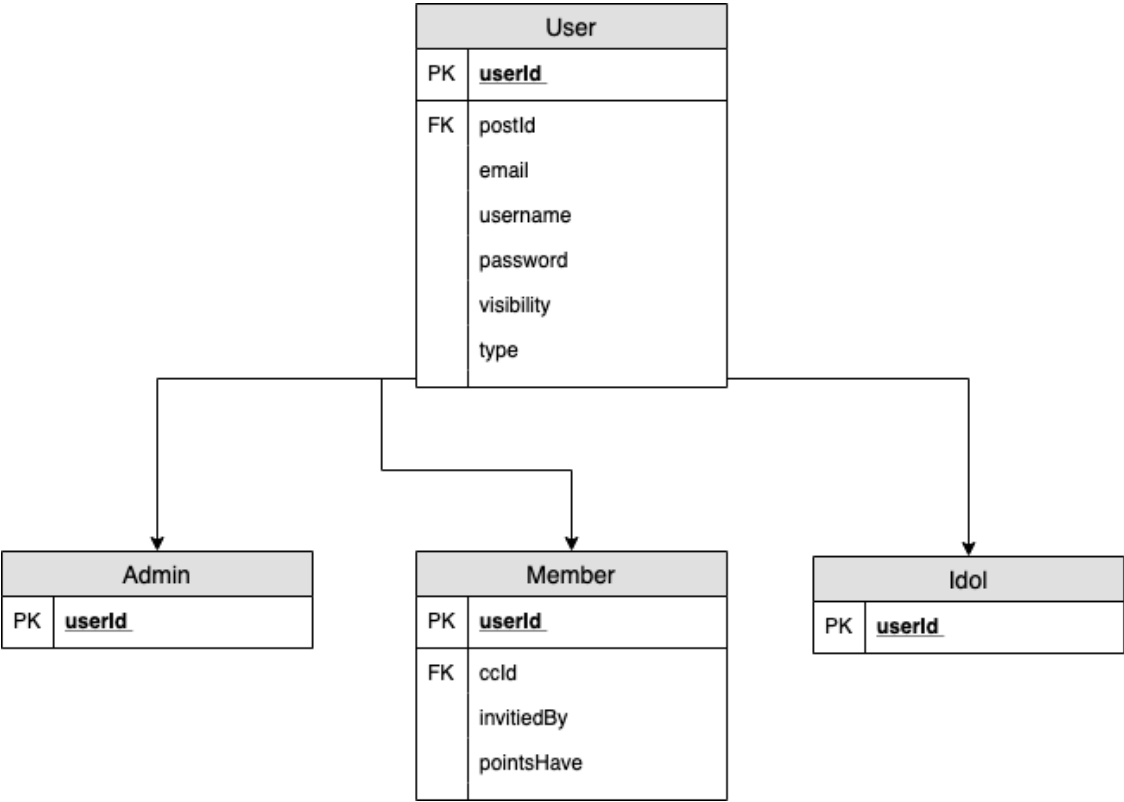 User
PK userId
FK postId
email
username
password
visibility
type
Admin
PK userId
Member
PK userId
FK ccId
invitiedBy
pointsHave
Idol
PK userId